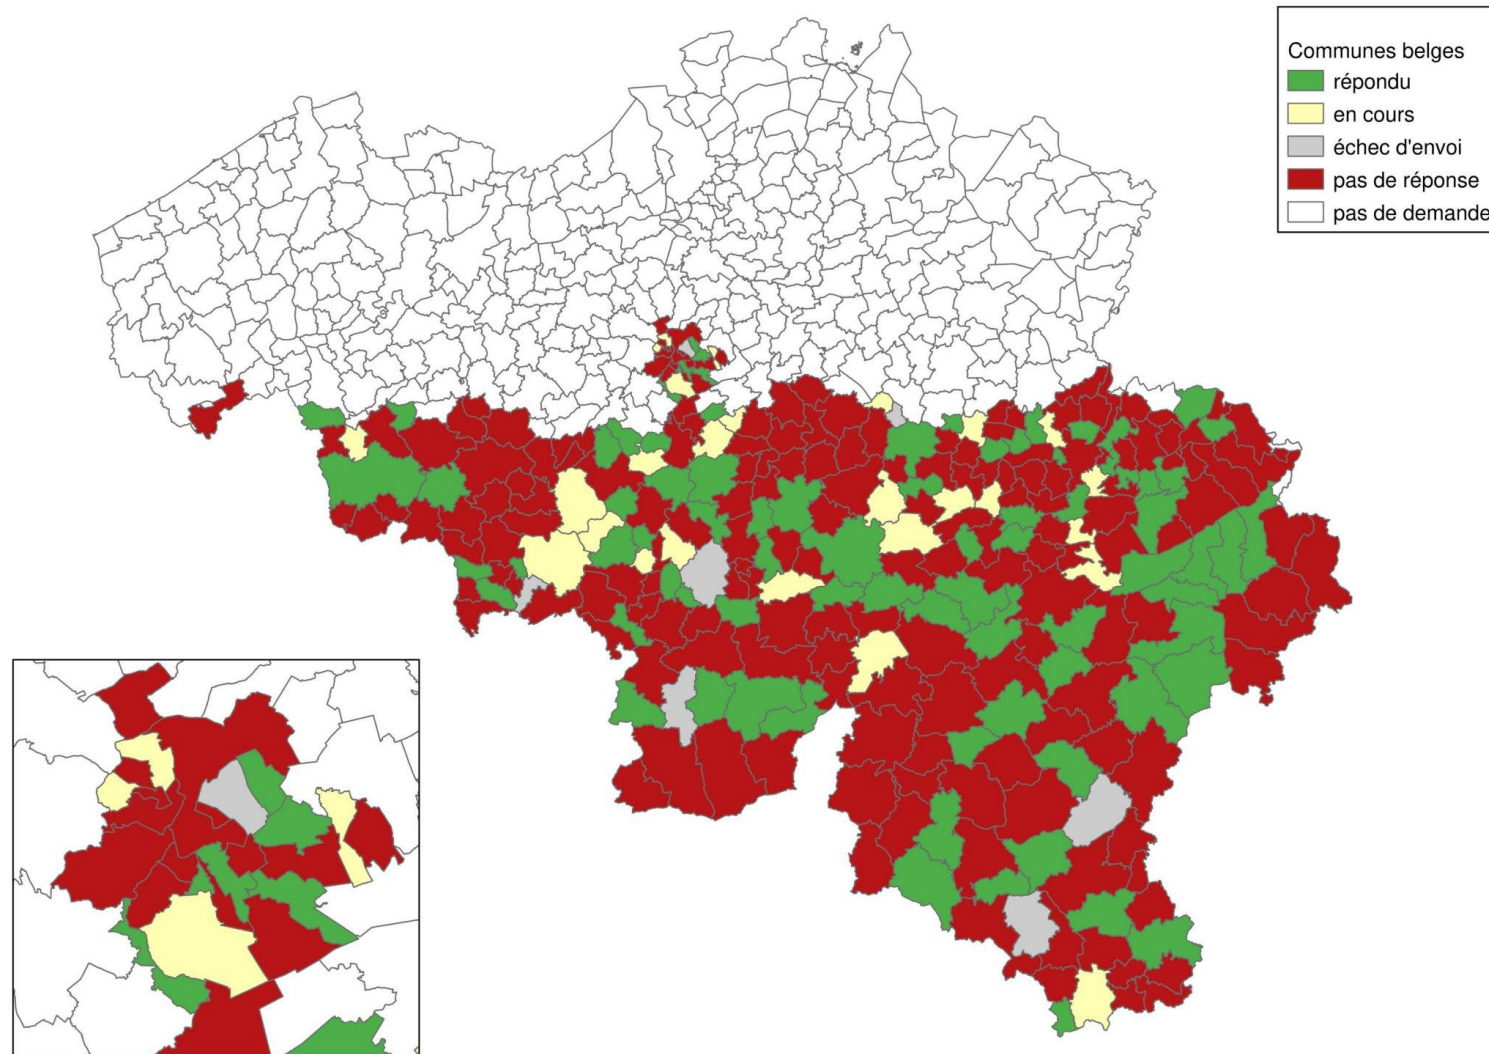 Communes belges
répondu
en cours
échec d'envoi
pas de réponse
pas de demande